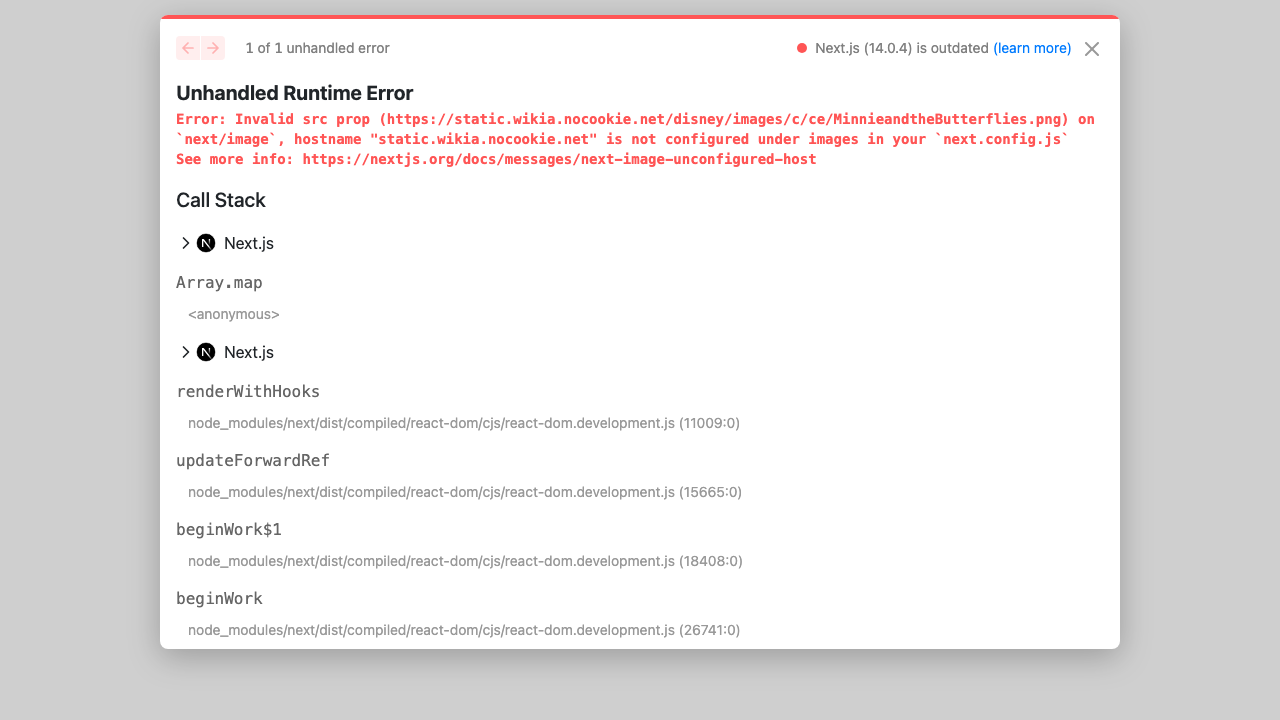 1 of 1 unhandled error
Next.js (14.0.4) is outdated (learn more)
Unhandled Runtime Error
Error: Invalid src prop (https://static.wikia.nocookie.net/disney/images/c/ce/MinnieandtheButterflies.png) on
`next/image`, hostname "static.wikia.nocookie.net" is not configured under images in your `next.config.js`
See more info: https://nextjs.org/docs/messages/next-image-unconfigured-host
Call Stack
N Next.js
Array.map
<anonymous>
N Next.js
renderWithHooks
node_modules/next/dist/compiled/react-dom/cjs/react-dom.development.js (11009:0)
updateForwardRef
node_modules/next/dist/compiled/react-dom/cjs/react-dom.development.js (15665:0)
beginWork$1
node_modules/next/dist/compiled/react-dom/cjs/react-dom.development.js (18408:0)
beginWork
node_modules/next/dist/compiled/react-dom/cjs/react-dom.development.js (26741:0)